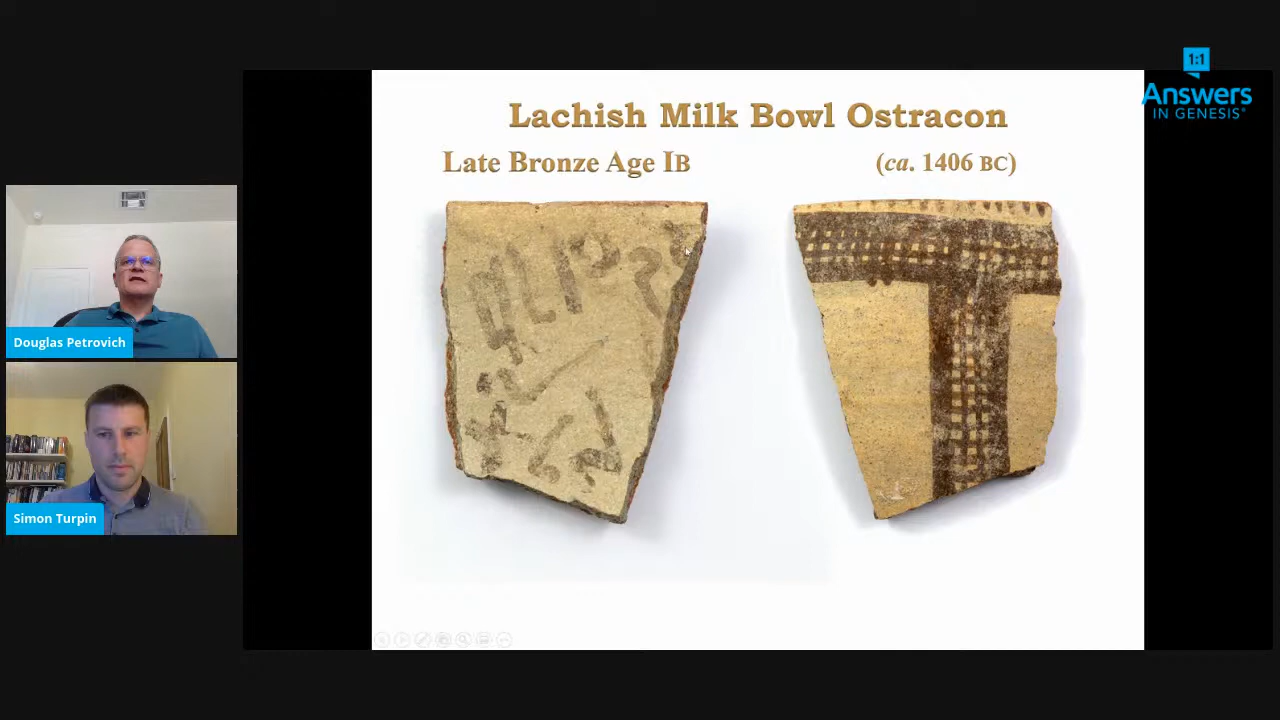 1:1
Answers
IN GENESIS®
Lachish Milk Bowl Ostracon
Late Bronze Age IB
(ca. 1406 BC)
Douglas Petrovich
Simon Turpin